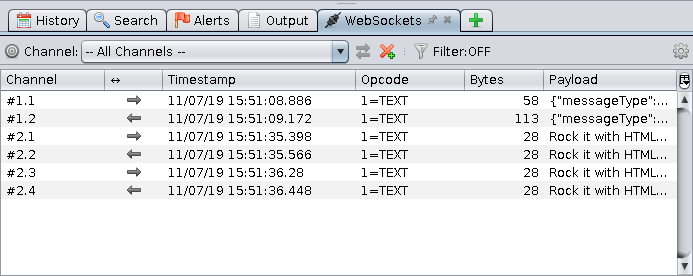 History Search Alerts Output WebSockets
Channel: -- All Channels -- Filter:OFF
Channel Timestamp Opcode Bytes Payload
#1.1 11/07/19 15:51:08.886 1=TEXT 58 {"messageType":...
#1.2 11/07/19 15:51:09.172 1=TEXT 113 {"messageType":...
#2.1 11/07/19 15:51:35.398 1=TEXT 28 Rock it with HTML...
#2.2 11/07/19 15:51:35.566 1=TEXT 28 Rock it with HTML...
#2.3 11/07/19 15:51:36.28 1=TEXT 28 Rock it with HTML...
#2.4 11/07/19 15:51:36.448 1=TEXT 28 Rock it with HTML...